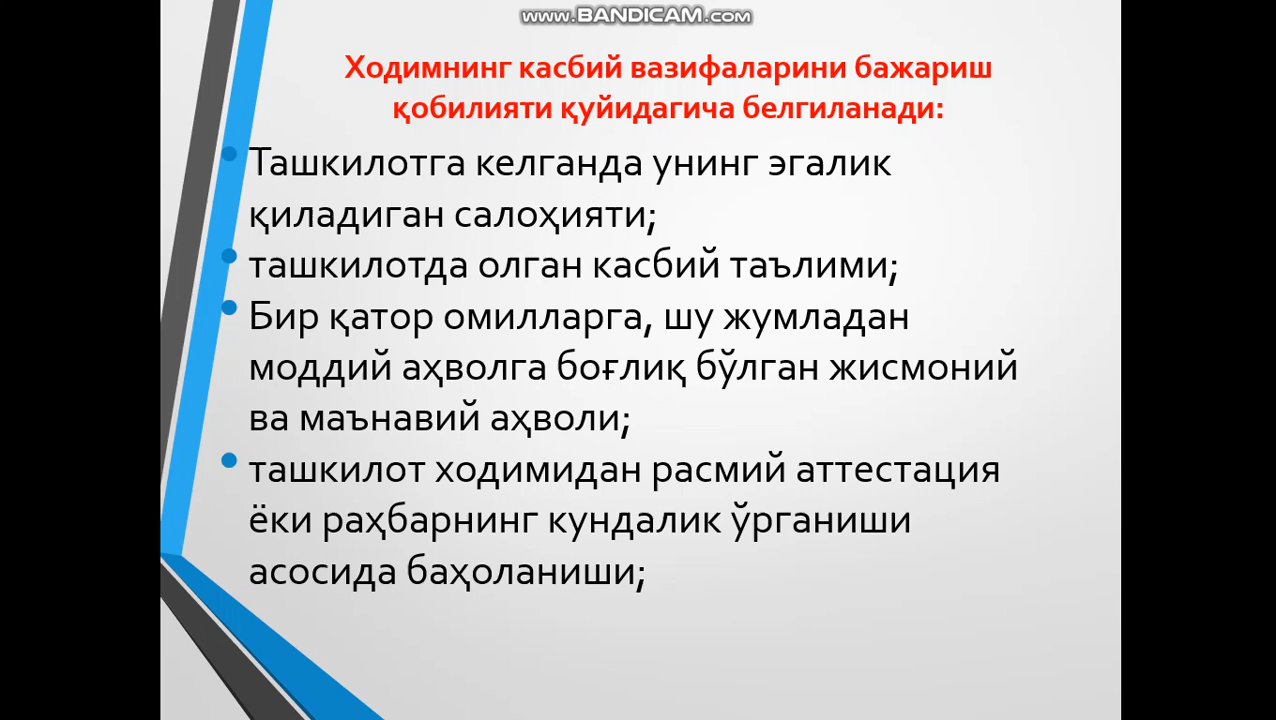 www.BANDICAM.com
Ходимнинг касбий вазифаларини бажариш
қобилияти қуйидагича белгиланади:
• Ташкилотга келганда унинг эгалик
қиладиган салоҳияти;
• ташкилотда олган касбий таълими;
• Бир қатор омилларга, шу жумладан
моддий аҳволга боғлиқ бўлган жисмоний
ва маънавий аҳволи;
• ташкилот ходимидан расмий аттестация
ёки раҳбарнинг кундалик ўрганиши
асосида баҳоланиши;